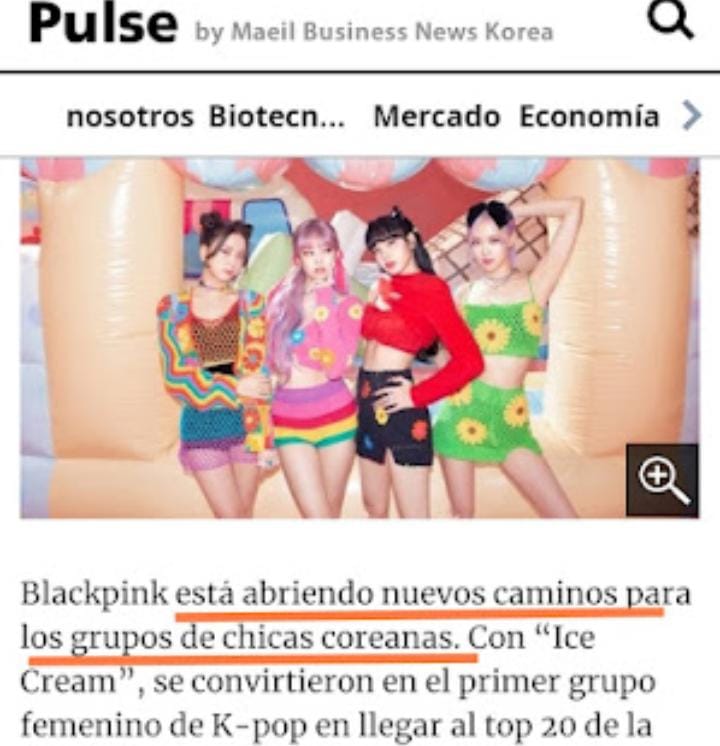 Pulse by Maeil Business News Korea
nosotros Biotecn... Mercado Economía
Blackpink está abriendo nuevos caminos para
los grupos de chicas coreanas. Con “Ice
Cream”, se convirtieron en el primer grupo
femenino de K-pop en llegar al top 20 de la